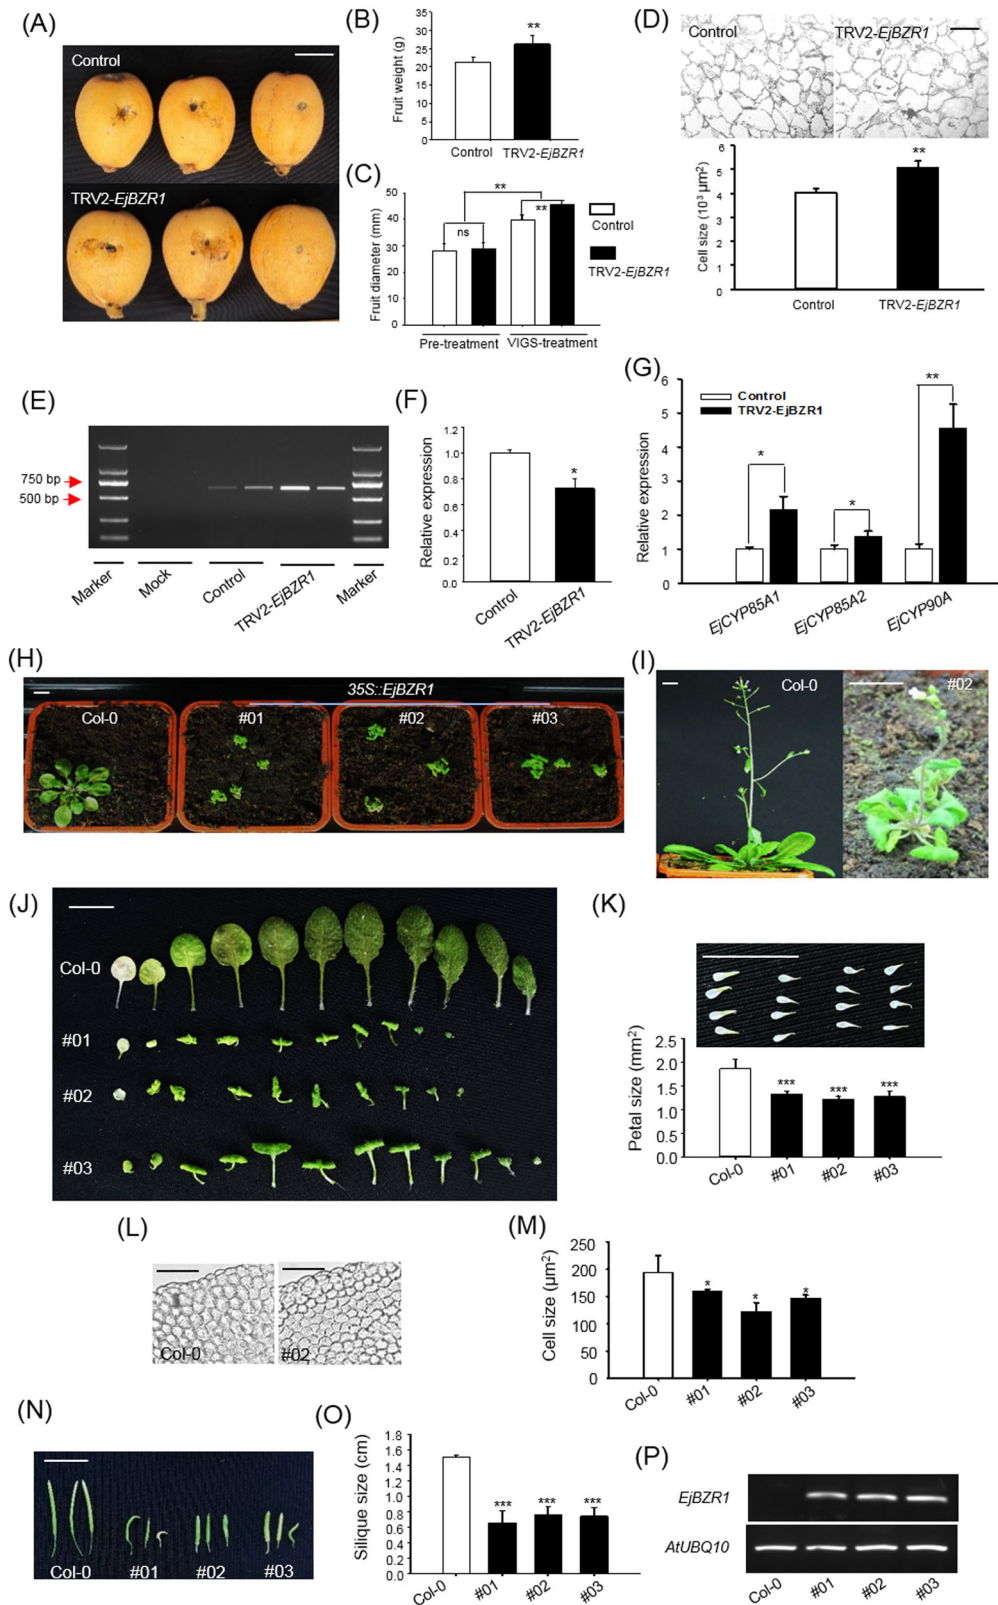 (A)
Control
TRV2-EjBZR1
(B)
Fruit weight (g)
35
30
25
20
15
10
5
0
**
Control TRV2-EjBZR1
(C)
Fruit diameter (mm)
50
40
30
20
10
0
**
ns
**
Control
TRV2-EjBZR1
Pre-treatment VIGS-treatment
(D)
Control TRV2-EjBZR1
Cell size (10³ µm²)
6
5
4
3
2
1
0
**
Control TRV2-EjBZR1
(E)
750 bp
500 bp
Marker
Mock
Control
TRV2-EjBZR1
Marker
(F)
Relative expression
1.2
1.0
0.8
0.6
0.4
0.2
0.0
*
Control
TRV2-EjBZR1
(G)
Relative expression
6
5
4
3
2
1
0
Control
TRV2-EjBZR1
*
*
**
EjCYP85A1
EjCYP85A2
EjCYP90A
(H)
35S::EjBZR1
Col-0 #01 #02 #03
(I)
Col-0 #02
(J)
Col-0
#01
#02
#03
(K)
Petal size (mm²)
2.5
2.0
1.5
1.0
0.5
0.0
*** *** ***
Col-0 #01 #02 #03
(L)
Col-0 #02
(M)
Cell size (µm²)
250
200
150
100
50
0
* * *
Col-0 #01 #02 #03
(N)
Col-0 #01 #02 #03
(O)
Silique size (cm)
1.8
1.6
1.2
1.0
0.8
0.6
0.4
0.2
0.0
*** *** ***
Col-0 #01 #02 #03
(P)
EjBZR1
AtUBQ10
Col-0 #01 #02 #03